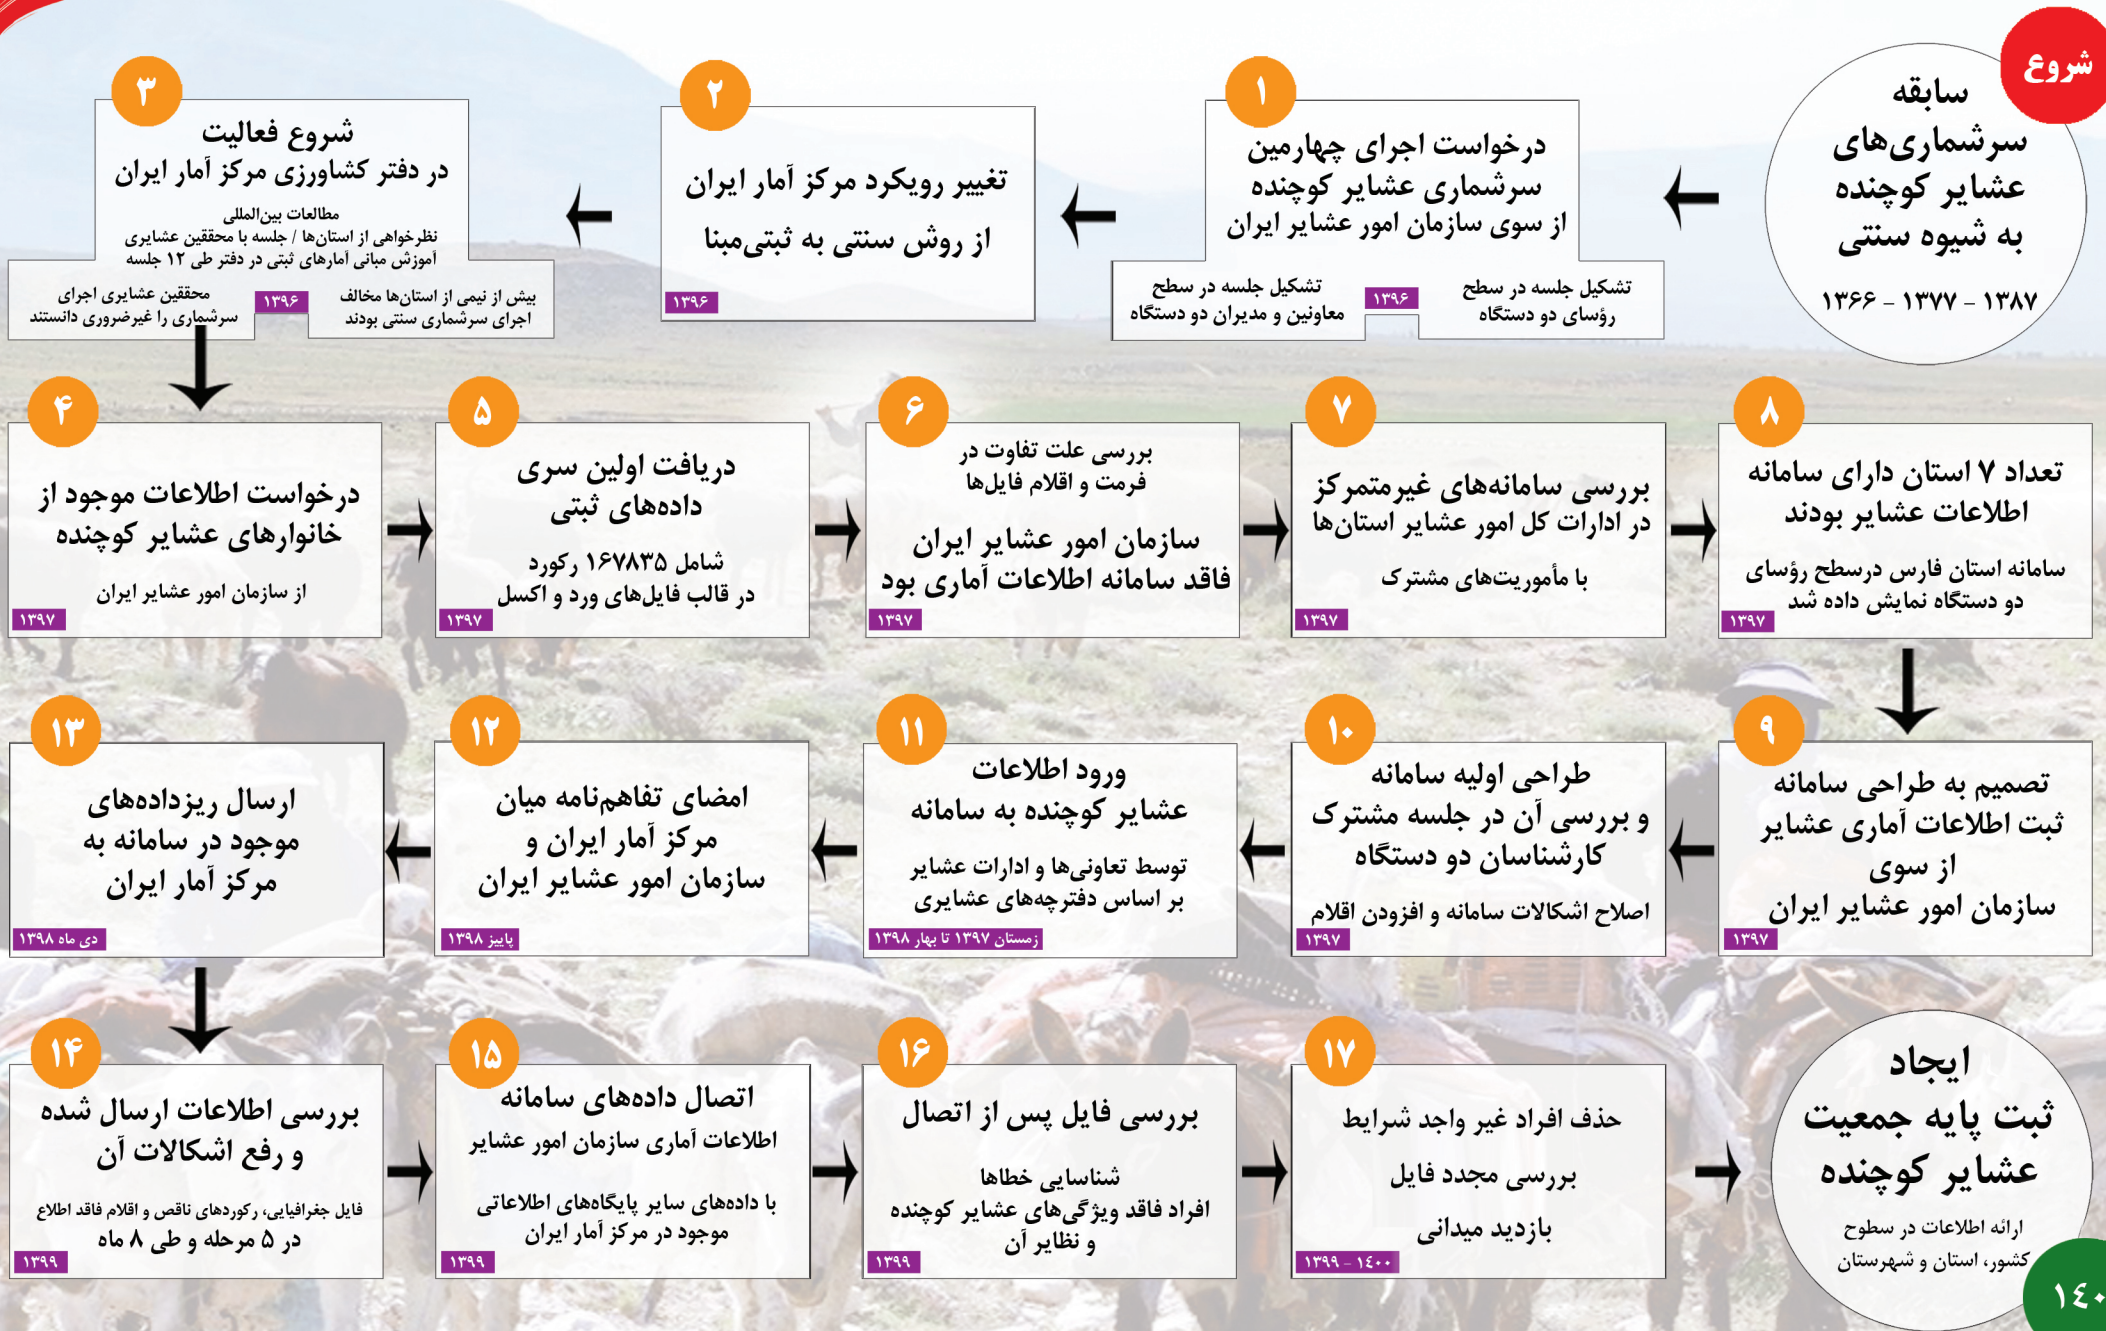 شروع
سابقه
سرشماری‌های
عشایر کوچنده
به شیوه سنتی
۱۳۶۶ - ۱۳۷۷ - ۱۳۸۷
۱
درخواست اجرای چهارمین
سرشماری عشایر کوچنده
از سوی سازمان امور عشایر ایران
تشکیل جلسه در سطح
رؤسای دو دستگاه
۱۳۹۶
تشکیل جلسه در سطح
معاونین و مدیران دو دستگاه
۲
تغییر رویکرد مرکز آمار ایران
از روش سنتی به ثبتی‌مبنا
۱۳۹۶
۳
شروع فعالیت
در دفتر کشاورزی مرکز آمار ایران
مطالعات بین‌المللی
نظرخواهی از استان‌ها / جلسه با محققین عشایری
آموزش مبانی آمارهای ثبتی در دفتر طی ۱۲ جلسه
بیش از نیمی از استان‌ها مخالف
اجرای سرشماری سنتی بودند
۱۳۹۶
محققین عشایری اجرای
سرشماری را غیرضروری دانستند
۴
درخواست اطلاعات موجود از
خانوارهای عشایر کوچنده
از سازمان امور عشایر ایران
۱۳۹۷
۵
دریافت اولین سری
داده‌های ثبتی
شامل ۱۶۷۸۳۵ رکورد
در قالب فایل‌های ورد و اکسل
۱۳۹۷
۶
بررسی علت تفاوت در
فرمت و اقلام فایل‌ها
سازمان امور عشایر ایران
فاقد سامانه اطلاعات آماری بود
۱۳۹۷
۷
بررسی سامانه‌های غیرمتمرکز
در ادارات کل امور عشایر استان‌ها
با مأموریت‌های مشترک
۱۳۹۷
۸
تعداد ۷ استان دارای سامانه
اطلاعات عشایر بودند
سامانه استان فارس درسطح رؤسای
دو دستگاه نمایش داده شد
۱۳۹۷
۹
تصمیم به طراحی سامانه
ثبت اطلاعات آماری عشایر
از سوی
سازمان امور عشایر ایران
۱۳۹۷
۱۰
طراحی اولیه سامانه
و بررسی آن در جلسه مشترک
کارشناسان دو دستگاه
اصلاح اشکالات سامانه و افزودن اقلام
۱۳۹۷
۱۱
ورود اطلاعات
عشایر کوچنده به سامانه
توسط تعاونی‌ها و ادارات عشایر
بر اساس دفترچه‌های عشایری
زمستان ۱۳۹۷ تا بهار ۱۳۹۸
۱۲
امضای تفاهم‌نامه میان
مرکز آمار ایران و
سازمان امور عشایر ایران
پاییز ۱۳۹۸
۱۳
ارسال ریزداده‌های
موجود در سامانه به
مرکز آمار ایران
دی ماه ۱۳۹۸
۱۴
بررسی اطلاعات ارسال شده
و رفع اشکالات آن
فایل جغرافیایی، رکوردهای ناقص و اقلام فاقد اطلاع
در ۵ مرحله و طی ۸ ماه
۱۳۹۹
۱۵
اتصال داده‌های سامانه
اطلاعات آماری سازمان امور عشایر
با داده‌های سایر پایگاه‌های اطلاعاتی
موجود در مرکز آمار ایران
۱۳۹۹
۱۶
بررسی فایل پس از اتصال
شناسایی خطاها
افراد فاقد ویژگی‌های عشایر کوچنده
و نظایر آن
۱۳۹۹
۱۷
حذف افراد غیر واجد شرایط
بررسی مجدد فایل
بازدید میدانی
۱۳۹۹ - ۱٤۰۰
ایجاد
ثبت پایه جمعیت
عشایر کوچنده
ارائه اطلاعات در سطوح
کشور، استان و شهرستان